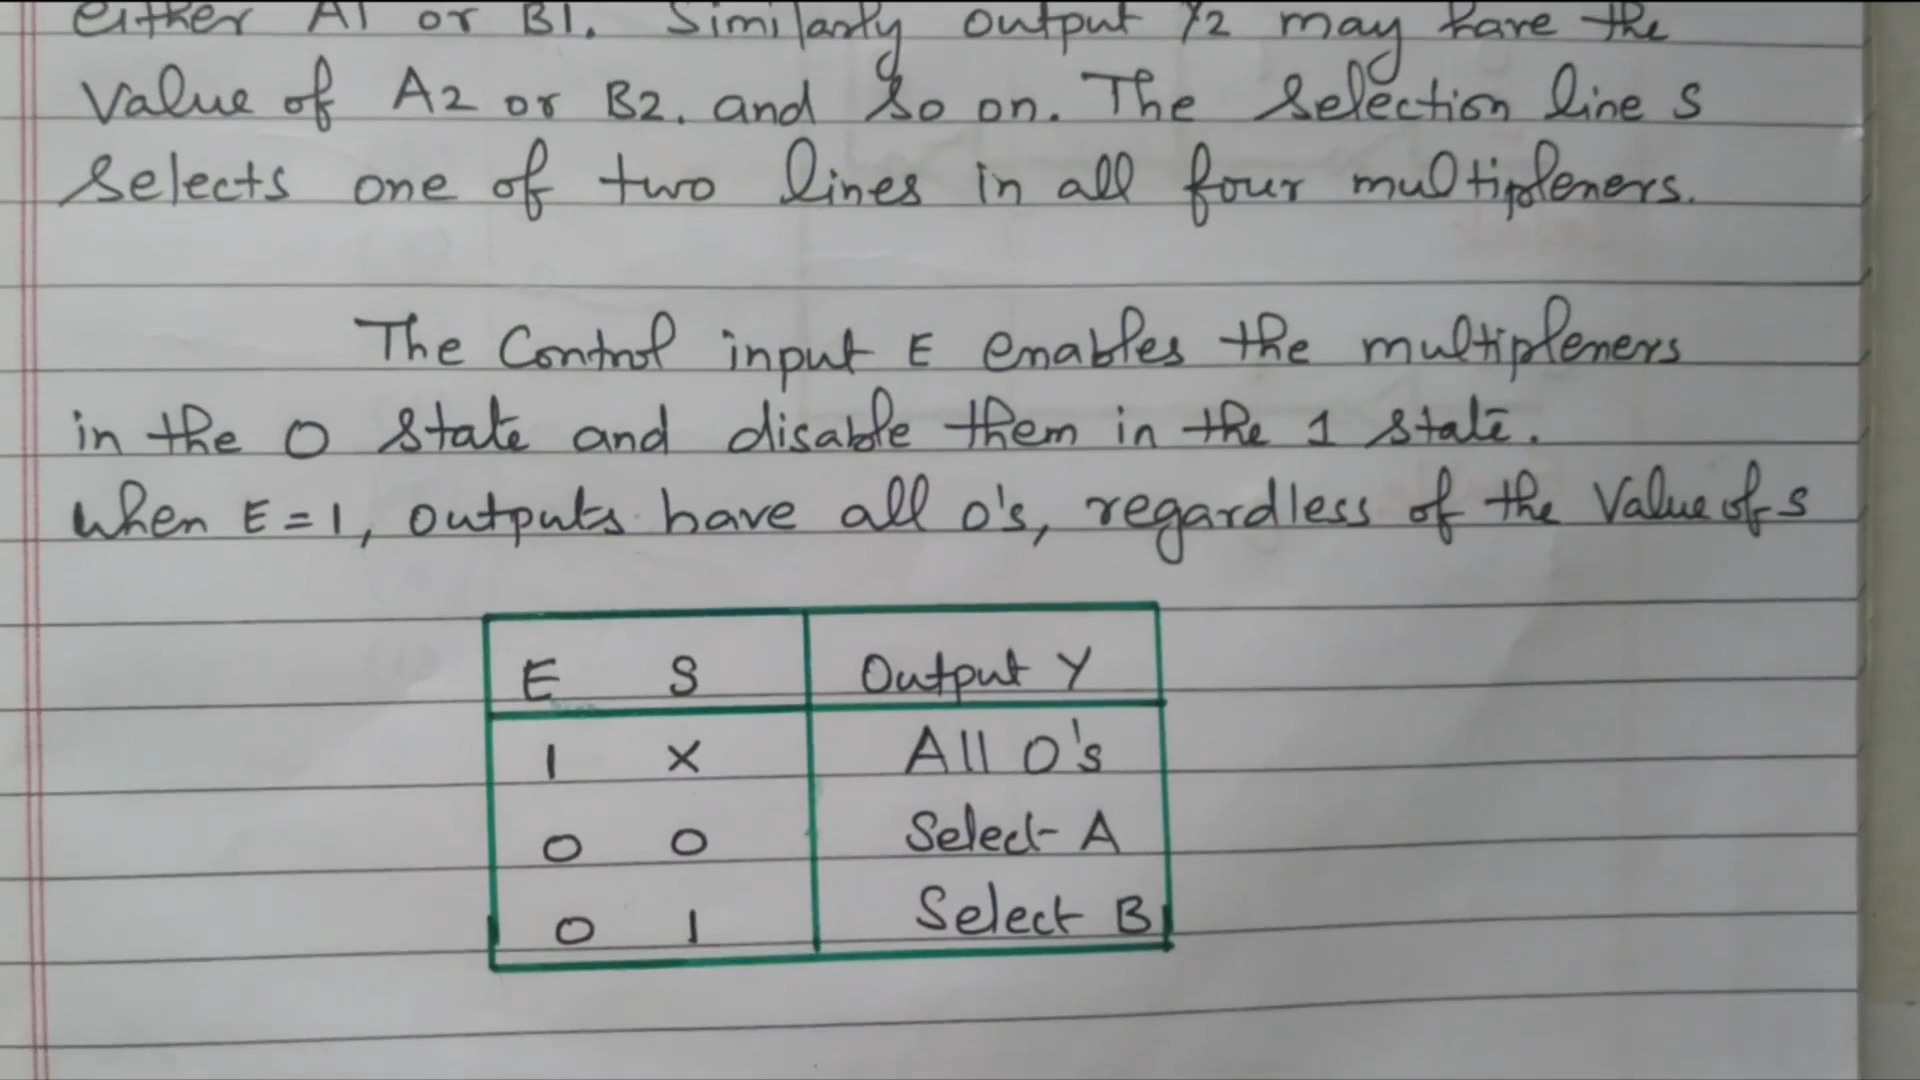 either A1 or B1. Similarly output Y2 may have the
Value of A2 or B2. and so on. The Selection line S
Selects one of two lines in all four multiplexers.
The Control input E enables the multiplexers
in the 0 state and disable them in the 1 state.
When E = 1, outputs have all 0's, regardless of the Value of S
E S Output Y
1 X All 0's
0 0 Select A
0 1 Select B